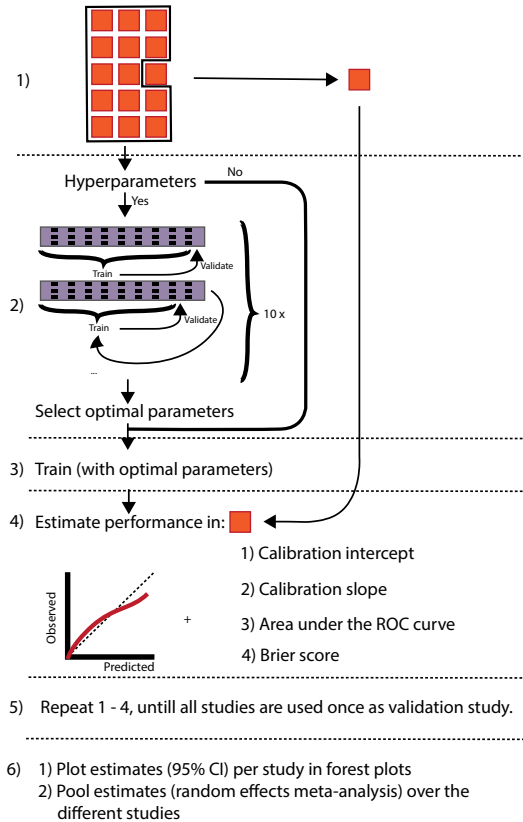 1)
Hyperparameters
No
Yes
Train
Validate
2)
Train
Validate
10 x
...
Select optimal parameters
3) Train (with optimal parameters)
4) Estimate performance in:
1) Calibration intercept
2) Calibration slope
3) Area under the ROC curve
4) Brier score
Observed
Predicted
+
5) Repeat 1 - 4, untill all studies are used once as validation study.
6) 1) Plot estimates (95% CI) per study in forest plots
2) Pool estimates (random effects meta-analysis) over the
different studies